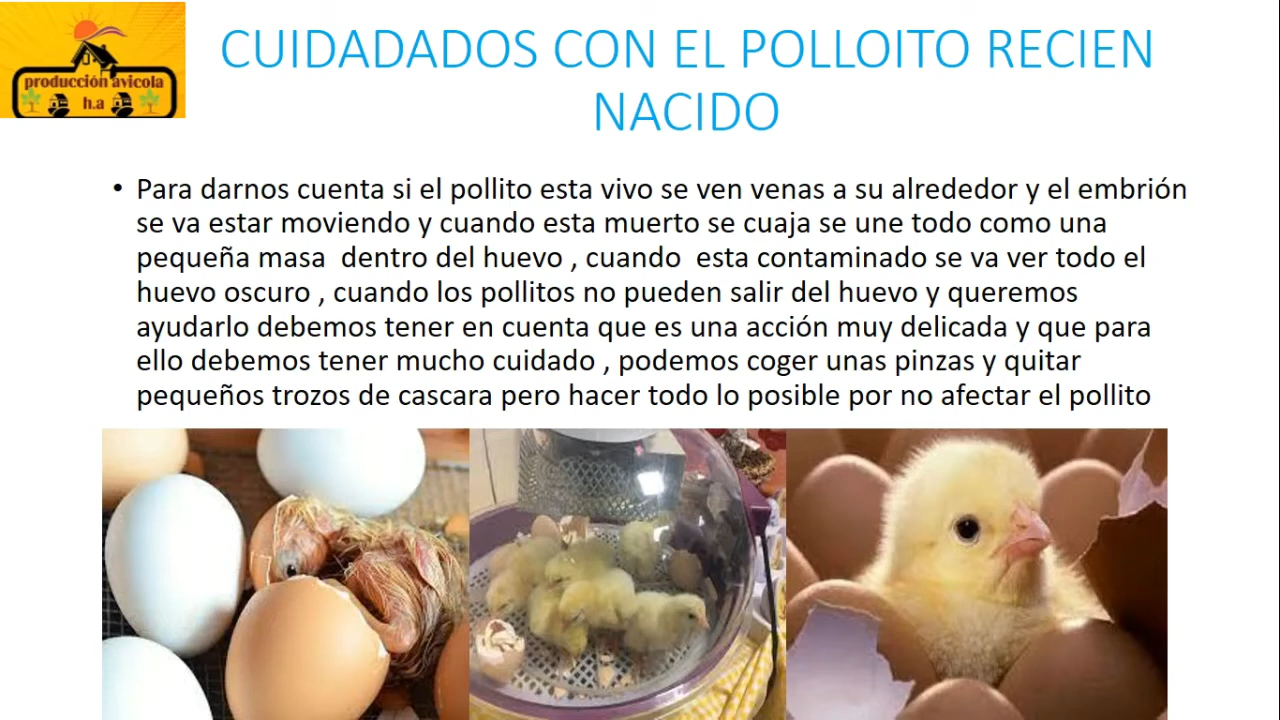 producción avicola
h.a
CUIDADADOS CON EL POLLOITO RECIEN
NACIDO
• Para darnos cuenta si el pollito esta vivo se ven venas a su alrededor y el embrión
se va estar moviendo y cuando esta muerto se cuaja se une todo como una
pequeña masa  dentro del huevo , cuando  esta contaminado se va ver todo el
huevo oscuro , cuando los pollitos no pueden salir del huevo y queremos
ayudarlo debemos tener en cuenta que es una acción muy delicada y que para
ello debemos tener mucho cuidado , podemos coger unas pinzas y quitar
pequeños trozos de cascara pero hacer todo lo posible por no afectar el pollito